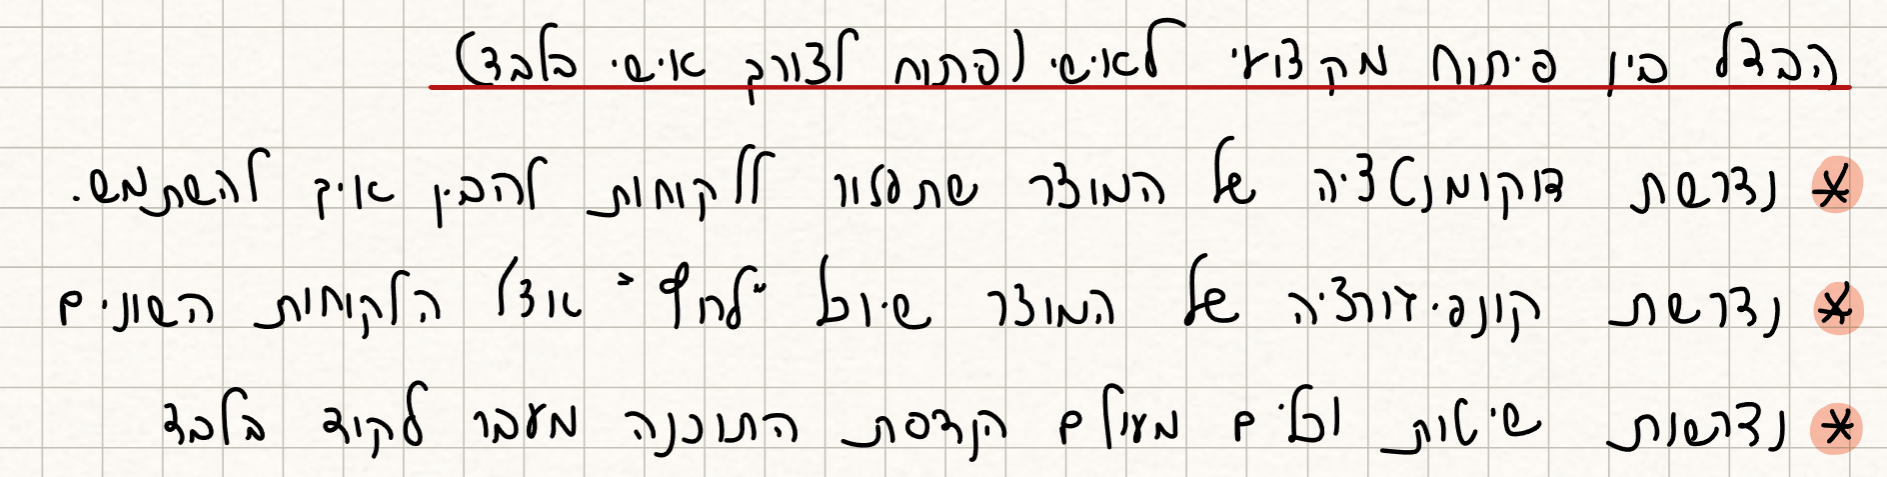 הבדל בין פיתוח מקצועי לאישי (פתוח לצורך אישי בלבד)
* נדרשת דוקומנטציה של המוצר שתעזור ללקוחות להבין איך להשתמש.
* נדרשת קונפיגורציה של המוצר שיוכל "לרוץ" אצל הלקוחות השונים
* נדרשות שיטות וכלים מעולם הנדסת התוכנה מעבר לקוד בלבד